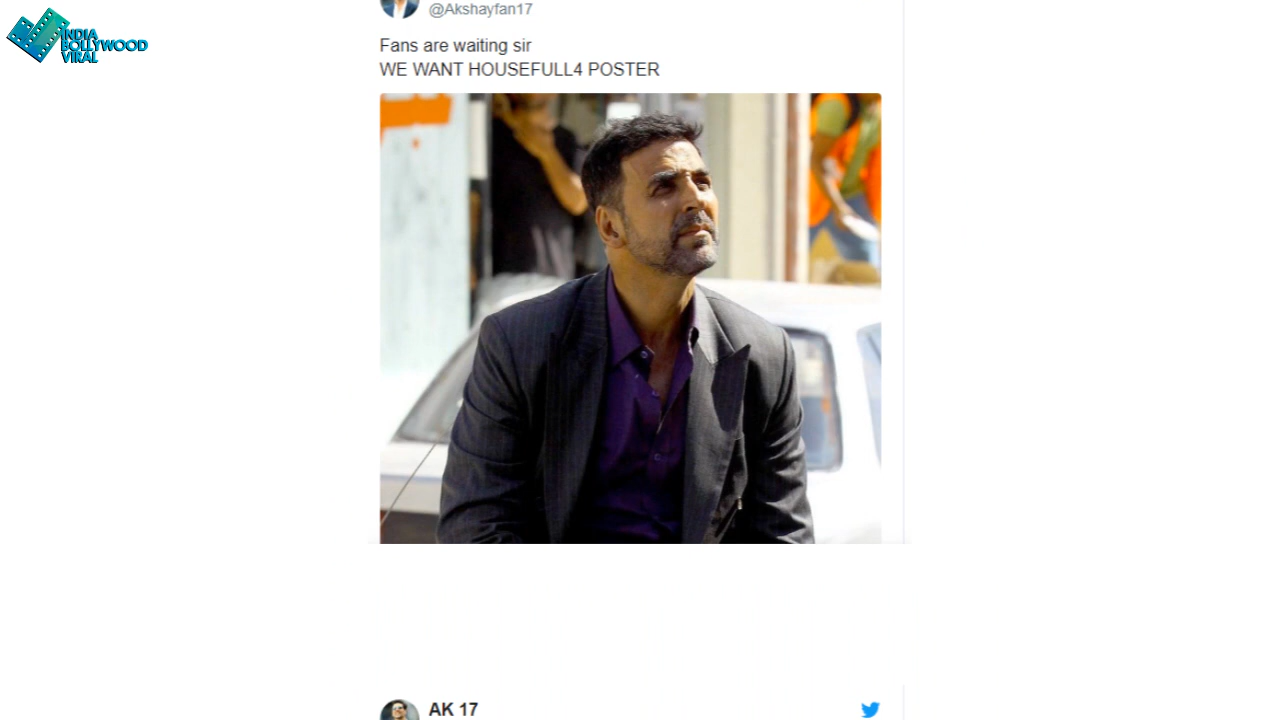 INDIA
BOLLYWOOD
VIRAL
@Akshayfan17
Fans are waiting sir
WE WANT HOUSEFULL4 POSTER
AK 17